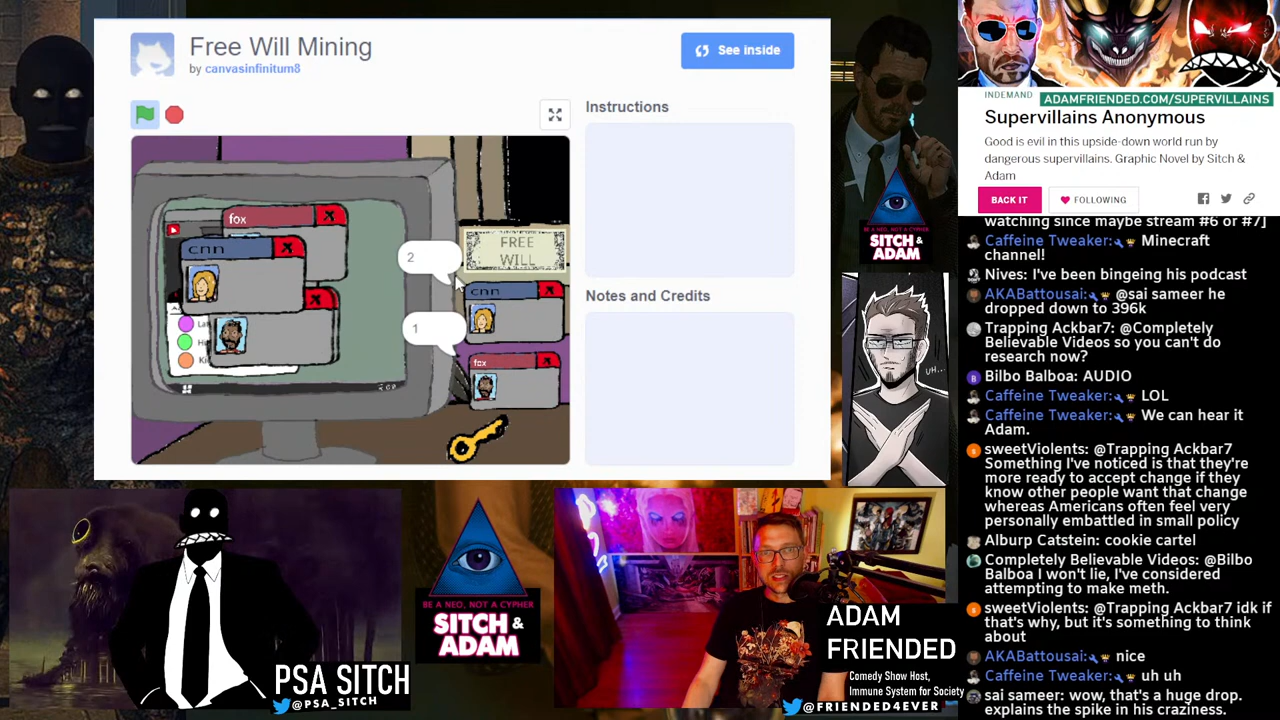 Free Will Mining
by canvasinfinitum8
See inside
Instructions
Notes and Credits
fox
cnn
2
1
FREE
WILL
cnn
fox
INDEMAND
ADAMFRIENDED.COM/SUPERVILLAINS
Supervillains Anonymous
Good is evil in this upside-down world run by
dangerous supervillains. Graphic Novel by Sitch &
Adam
BACK IT
FOLLOWING
watching since maybe stream #6 or #7]
Caffeine Tweaker: Minecraft
channel!
Nives: I've been bingeing his podcast
AKABattousai: @sai sameer he
dropped down to 396k
Trapping Ackbar7: @Completely
Believable Videos so you can't do
research now?
Bilbo Balboa: AUDIO
Caffeine Tweaker: LOL
Caffeine Tweaker: We can hear it
Adam.
sweetViolents: @Trapping Ackbar7
Something I've noticed is that they're
more ready to accept change if they
know other people want that change
whereas Americans often feel very
personally embattled in small policy
Alburp Catstein: cookie cartel
Completely Believable Videos: @Bilbo
Balboa I won't lie, I've considered
attempting to make meth.
sweetViolents: @Trapping Ackbar7 idk if
that's why, but it's something to think
about
AKABattousai: nice
Caffeine Tweaker: uh uh
sai sameer: wow, that's a huge drop.
explains the spike in his craziness.
BE A NEO, NOT A CYPHER
SITCH &
ADAM
UH...
PSA SITCH
@PSA_SITCH
BE A NEO, NOT A CYPHER
SITCH &
ADAM
ADAM
FRIENDED
Comedy Show Host,
Immune System for Society
@FRIENDED4EVER